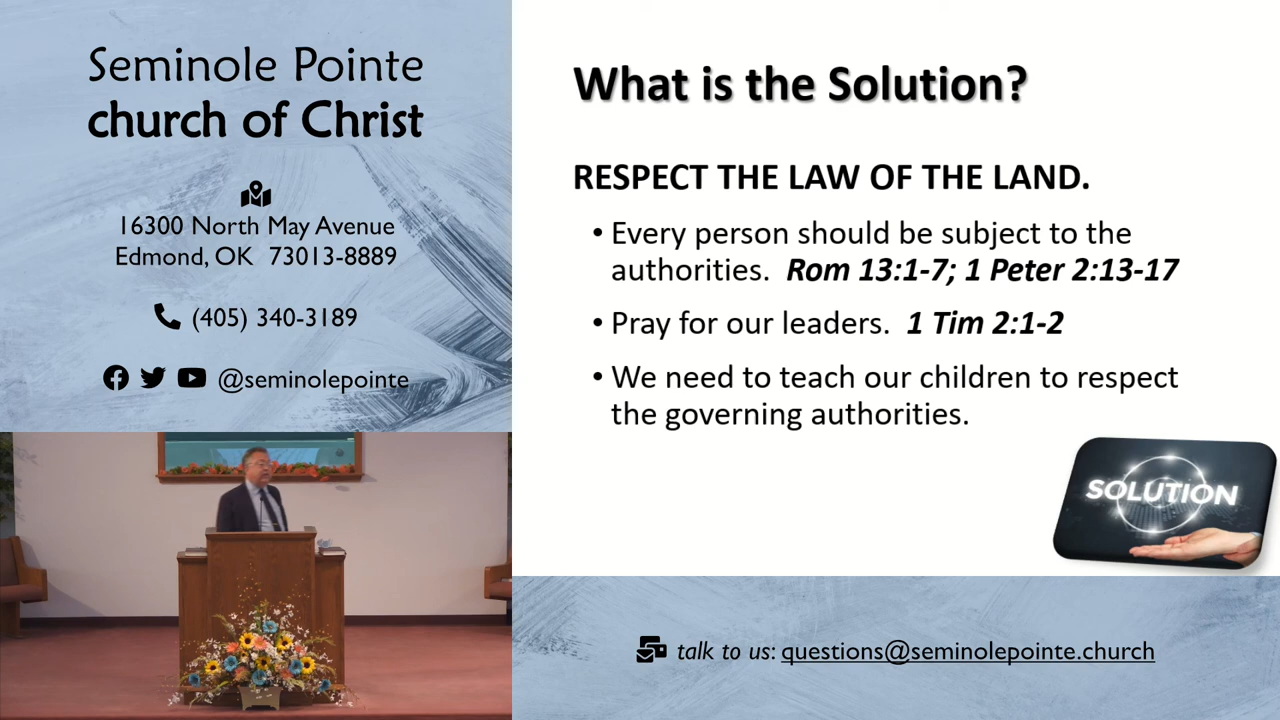 Seminole Pointe
church of Christ
16300 North May Avenue
Edmond, OK 73013-8889
(405) 340-3189
@seminolepointe
What is the Solution?
RESPECT THE LAW OF THE LAND.
• Every person should be subject to the
authorities. Rom 13:1-7; 1 Peter 2:13-17
• Pray for our leaders. 1 Tim 2:1-2
• We need to teach our children to respect
the governing authorities.
SOLUTION
talk to us: questions@seminolepointe.church